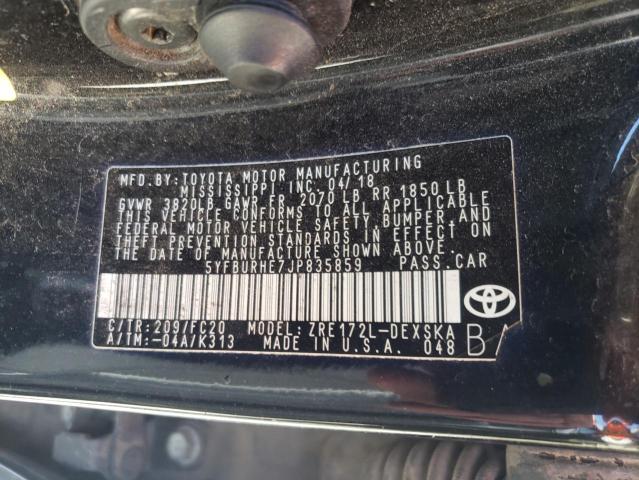 MFD.BY:TOYOTA MOTOR MANUFACTURING
MISSISSIPPI INC. 04/18
GVWR 3820LB GAWR FR 2070 LB RR 1850 LB
THIS VEHICLE CONFORMS TO ALL APPLICABLE
FEDERAL MOTOR VEHICLE SAFETY, BUMPER AND
THEFT PREVENTION STANDARDS IN EFFECT ON
THE DATE OF MANUFACTURE SHOWN ABOVE.
5YFBURHE7JP835859 PASS.CAR
C/TR: 209/FC20 MODEL: ZRE172L-DEXSKA
A/TM:-04A/K313 MADE IN U.S.A. 048 B